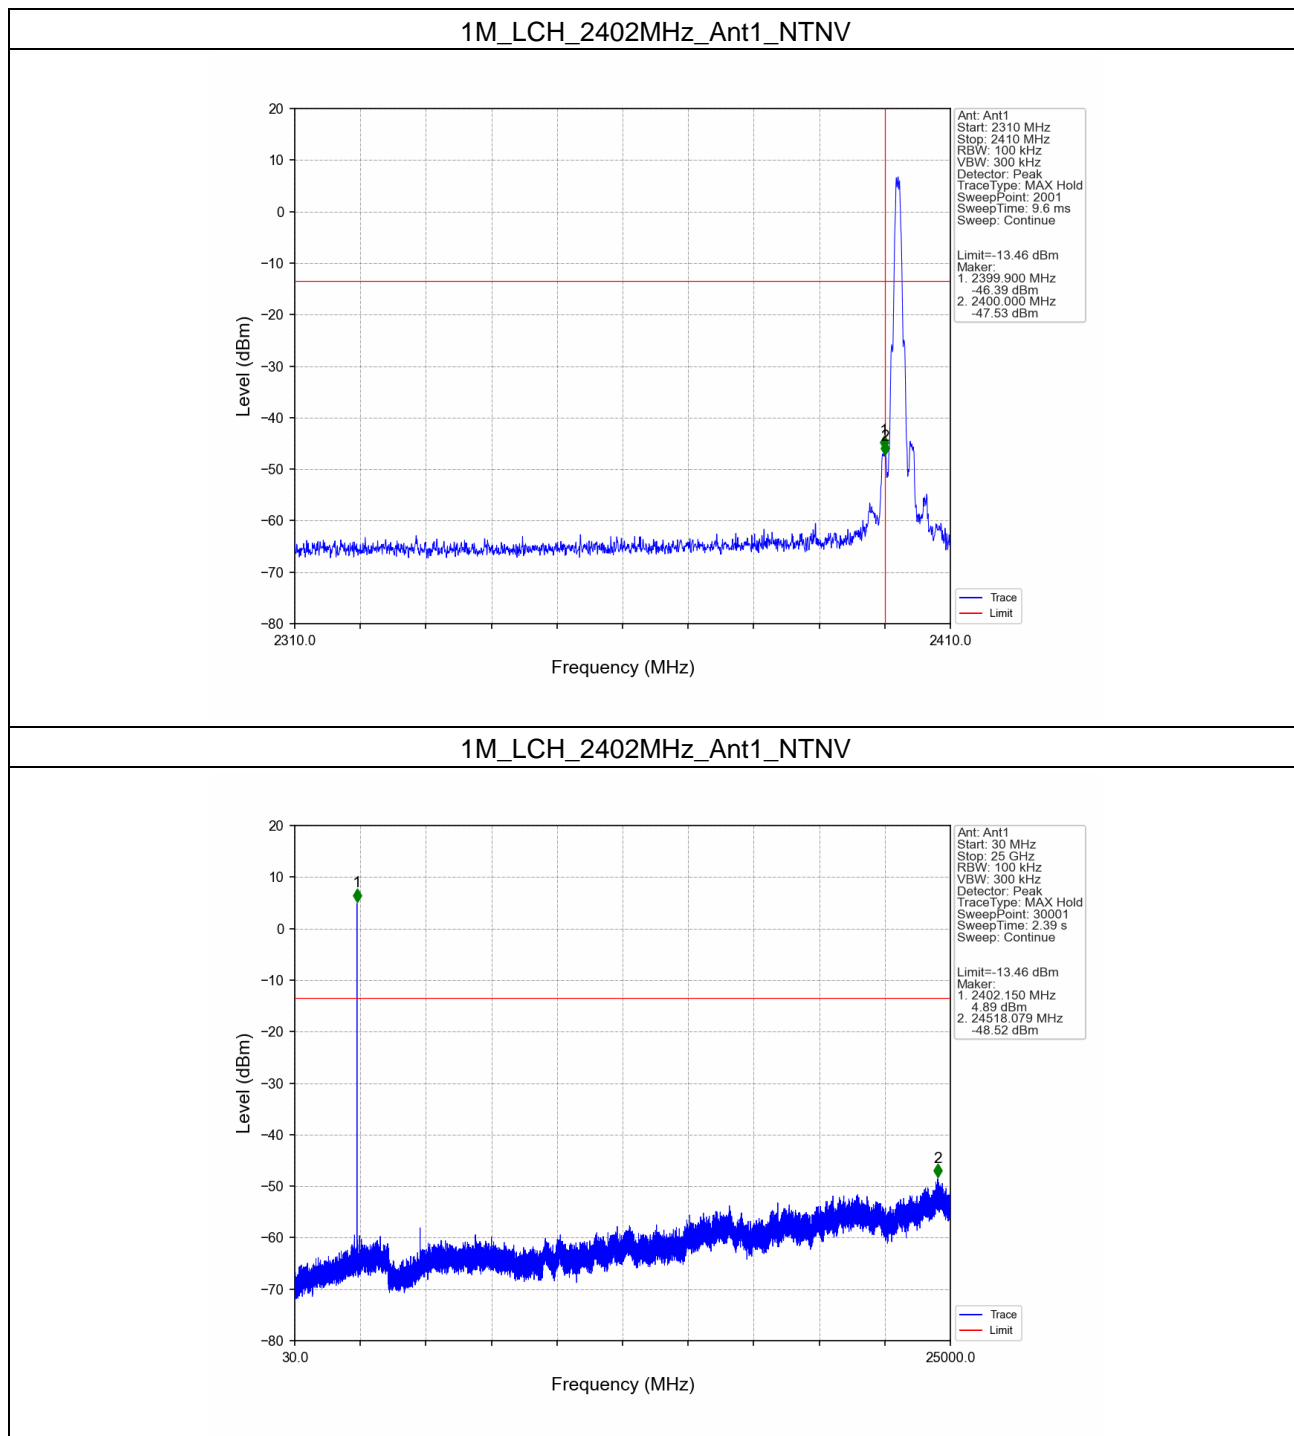 1M_LCH_2402MHz_Ant1_NTNV
20
10
0
−10
−20
−30
−40
−50
−60
−70
−80
Level (dBm)
1
2
2310.0
2410.0
Frequency (MHz)
Ant: Ant1
Start: 2310 MHz
Stop: 2410 MHz
RBW: 100 kHz
VBW: 300 kHz
Detector: Peak
TraceType: MAX Hold
SweepPoint: 2001
SweepTime: 9.6 ms
Sweep: Continue
Limit=-13.46 dBm
Maker:
1. 2399.900 MHz
-46.39 dBm
2. 2400.000 MHz
-47.53 dBm
Trace
Limit
1M_LCH_2402MHz_Ant1_NTNV
20
10
0
−10
−20
−30
−40
−50
−60
−70
−80
Level (dBm)
1
2
30.0
25000.0
Frequency (MHz)
Ant: Ant1
Start: 30 MHz
Stop: 25 GHz
RBW: 100 kHz
VBW: 300 kHz
Detector: Peak
TraceType: MAX Hold
SweepPoint: 30001
SweepTime: 2.39 s
Sweep: Continue
Limit=-13.46 dBm
Maker:
1. 2402.150 MHz
4.89 dBm
2. 24518.079 MHz
-48.52 dBm
Trace
Limit